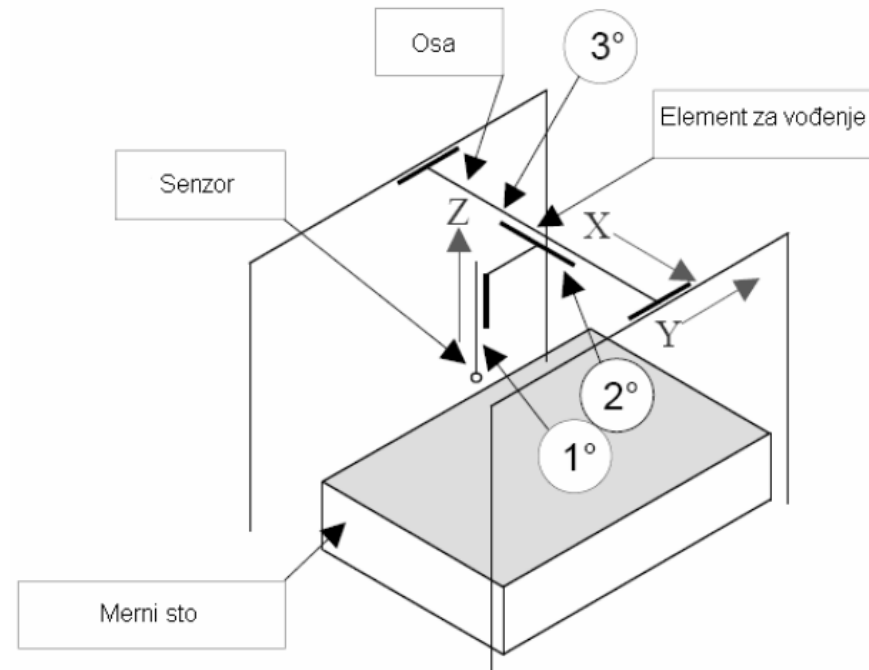 Osa
3°
Element za vođenje
Senzor
Z
X
Y
2°
1°
Merni sto